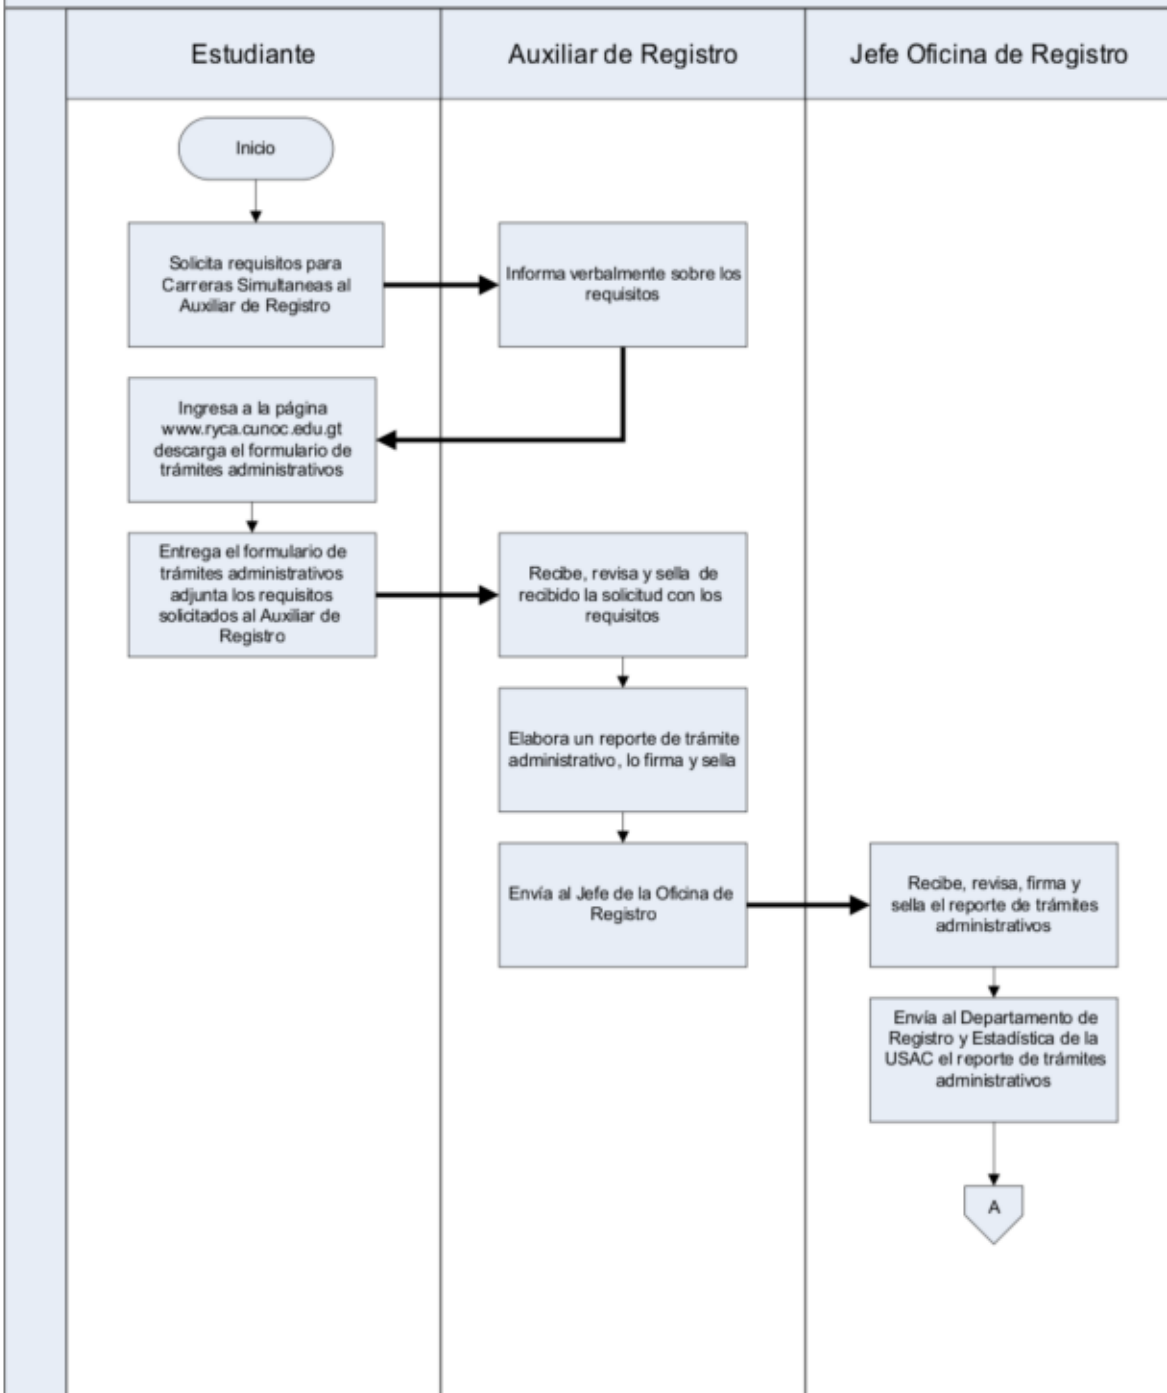 Estudiante
Auxiliar de Registro
Jefe Oficina de Registro
Inicio
Solicita requisitos para
Carreras Simultaneas al
Auxiliar de Registro
Informa verbalmente sobre los
requisitos
Ingresa a la página
www.ryca.cunoc.edu.gt
descarga el formulario de
trámites administrativos
Entrega el formulario de
trámites administrativos
adjunta los requisitos
solicitados al Auxiliar de
Registro
Recibe, revisa y sella de
recibido la solicitud con los
requisitos
Elabora un reporte de trámite
administrativo, lo firma y sella
Envía al Jefe de la Oficina de
Registro
Recibe, revisa, firma y
sella el reporte de trámites
administrativos
Envía al Departamento de
Registro y Estadística de la
USAC el reporte de trámites
administrativos
A